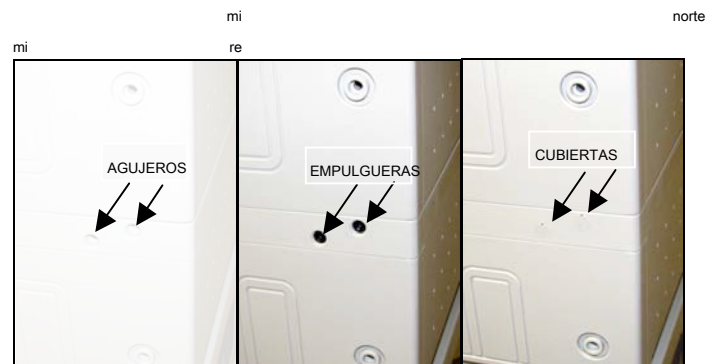 mi norte
mi re
AGUJEROS
EMPULGUERAS
CUBIERTAS